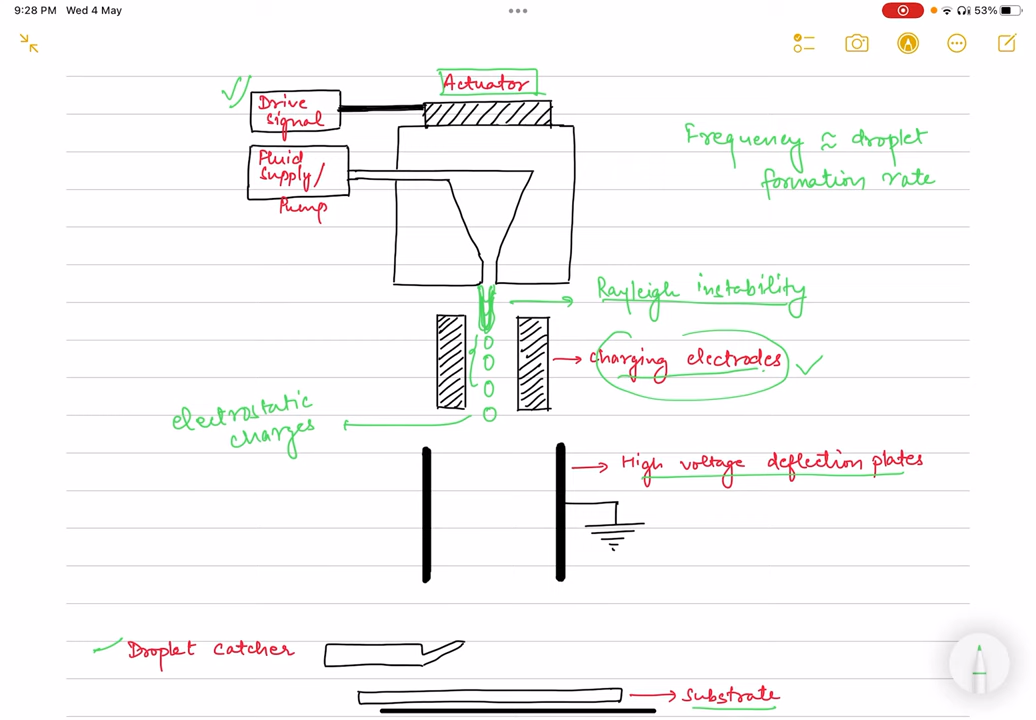 9:28 PM Wed 4 May
53%
Actuator
Drive
Signal
Fluid
Supply/
Pump
Frequency ≈ droplet
formation rate
Rayleigh instability
charging electrodes
electrostatic
charges
High voltage deflection plates
Droplet catcher
Substrate